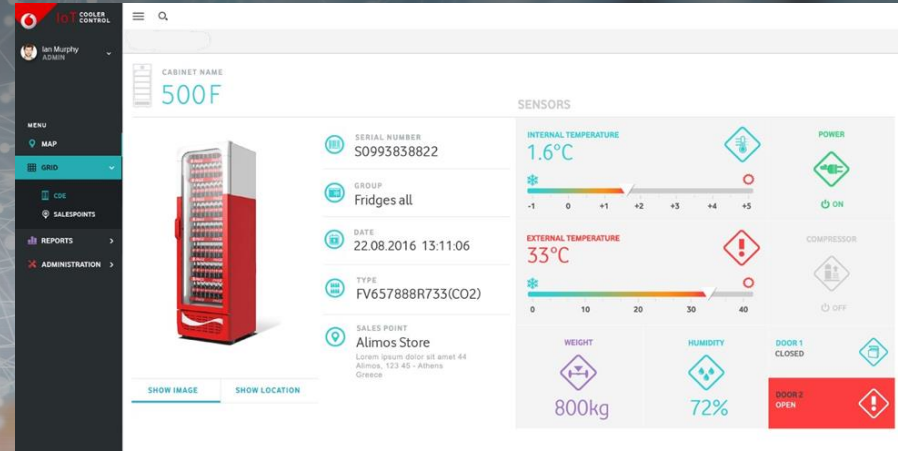 IoT COOLER CONTROL
Ian Murphy
ADMIN
MENU
MAP
GRID
CDE
SALESPOINTS
REPORTS
ADMINISTRATION
CABINET NAME
500F
SERIAL NUMBER
S0993838822
GROUP
Fridges all
DATE
22.08.2016 13:11:06
TYPE
FV657888R733(CO2)
SALES POINT
Alimos Store
Lorem ipsum dolor sit amet 44
Alimos, 123 45 - Athens
Greece
SHOW IMAGE
SHOW LOCATION
SENSORS
INTERNAL TEMPERATURE
1.6°C
-1 0 +1 +2 +3 +4 +5
POWER
ON
EXTERNAL TEMPERATURE
33°C
0 10 20 30 40
COMPRESSOR
OFF
WEIGHT
800kg
HUMIDITY
72%
DOOR 1
CLOSED
DOOR 2
OPEN